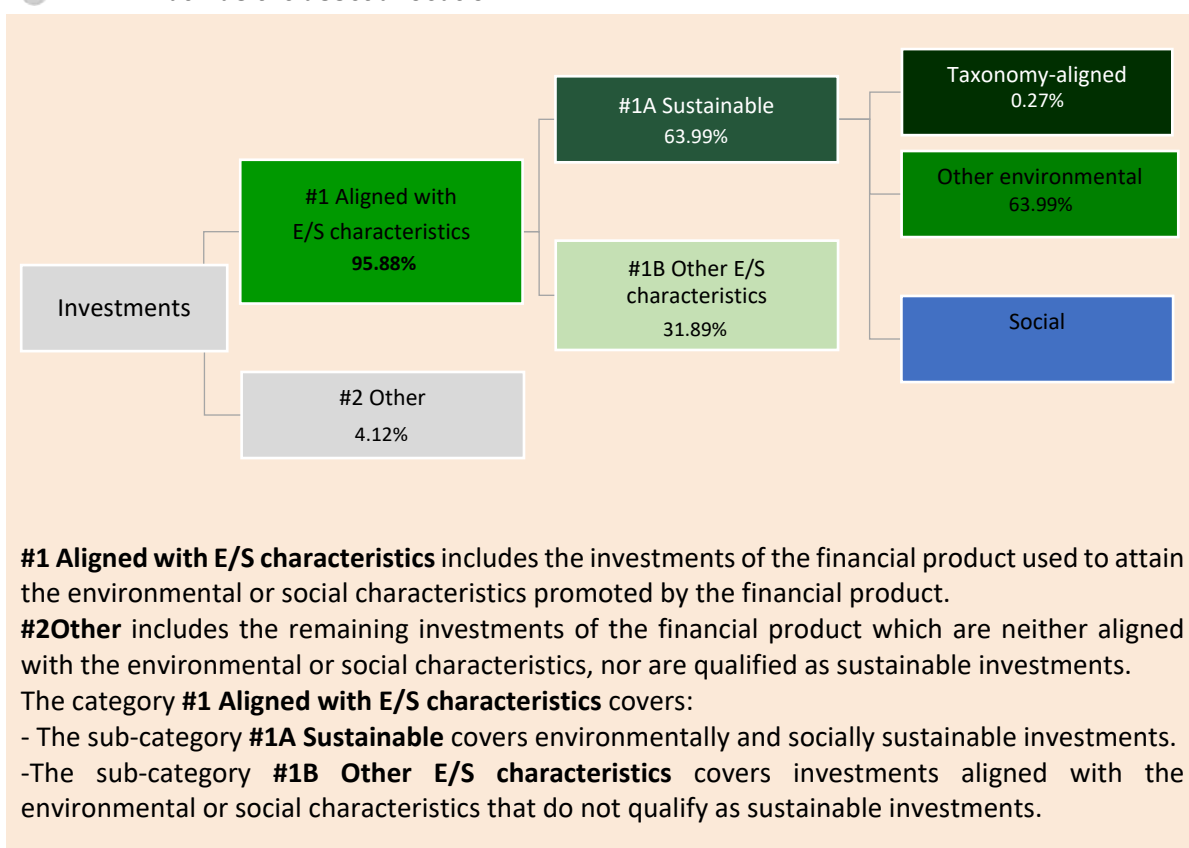 Taxonomy-aligned
0.27%
#1A Sustainable
63.99%
Other environmental
63.99%
#1 Aligned with
E/S characteristics
95.88%
#1B Other E/S
characteristics
31.89%
Investments
Social
#2 Other
4.12%
#1 Aligned with E/S characteristics includes the investments of the financial product used to attain
the environmental or social characteristics promoted by the financial product.
#2Other includes the remaining investments of the financial product which are neither aligned
with the environmental or social characteristics, nor are qualified as sustainable investments.
The category #1 Aligned with E/S characteristics covers:
- The sub-category #1A Sustainable covers environmentally and socially sustainable investments.
-The sub-category #1B Other E/S characteristics covers investments aligned with the
environmental or social characteristics that do not qualify as sustainable investments.